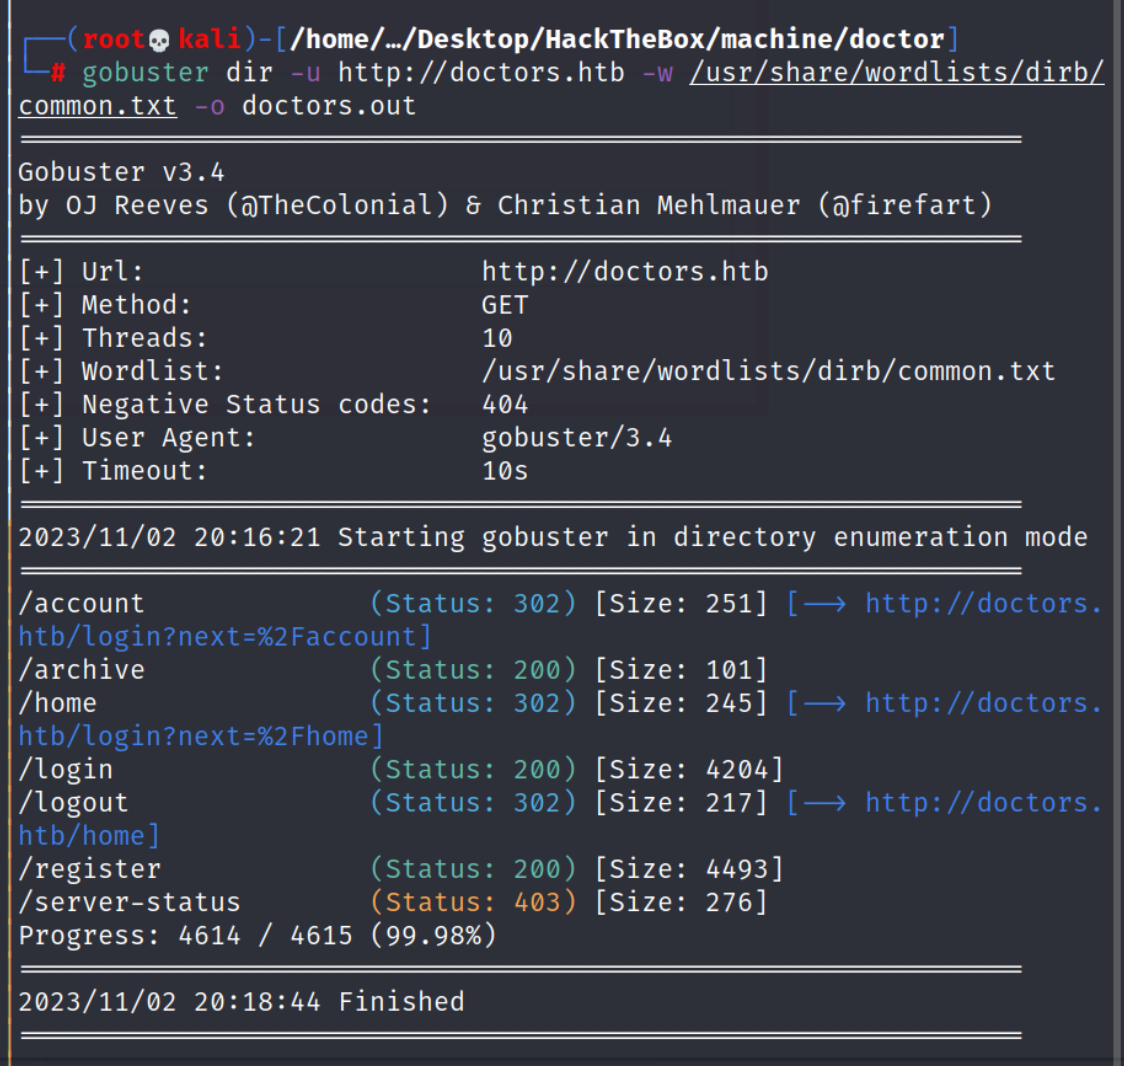 ┌──(root💀kali)-[/home/…/Desktop/HackTheBox/machine/doctor]
└─# gobuster dir -u http://doctors.htb -w /usr/share/wordlists/dirb/
common.txt -o doctors.out
===============================================================
Gobuster v3.4
by OJ Reeves (@TheColonial) & Christian Mehlmauer (@firefart)
===============================================================
[+] Url:                     http://doctors.htb
[+] Method:                  GET
[+] Threads:                 10
[+] Wordlist:                /usr/share/wordlists/dirb/common.txt
[+] Negative Status codes:   404
[+] User Agent:              gobuster/3.4
[+] Timeout:                 10s
===============================================================
2023/11/02 20:16:21 Starting gobuster in directory enumeration mode
===============================================================
/account              (Status: 302) [Size: 251] [--> http://doctors.
htb/login?next=%2Faccount]
/archive              (Status: 200) [Size: 101]
/home                 (Status: 302) [Size: 245] [--> http://doctors.
htb/login?next=%2Fhome]
/login                (Status: 200) [Size: 4204]
/logout               (Status: 302) [Size: 217] [--> http://doctors.
htb/home]
/register             (Status: 200) [Size: 4493]
/server-status        (Status: 403) [Size: 276]
Progress: 4614 / 4615 (99.98%)
===============================================================
2023/11/02 20:18:44 Finished
===============================================================